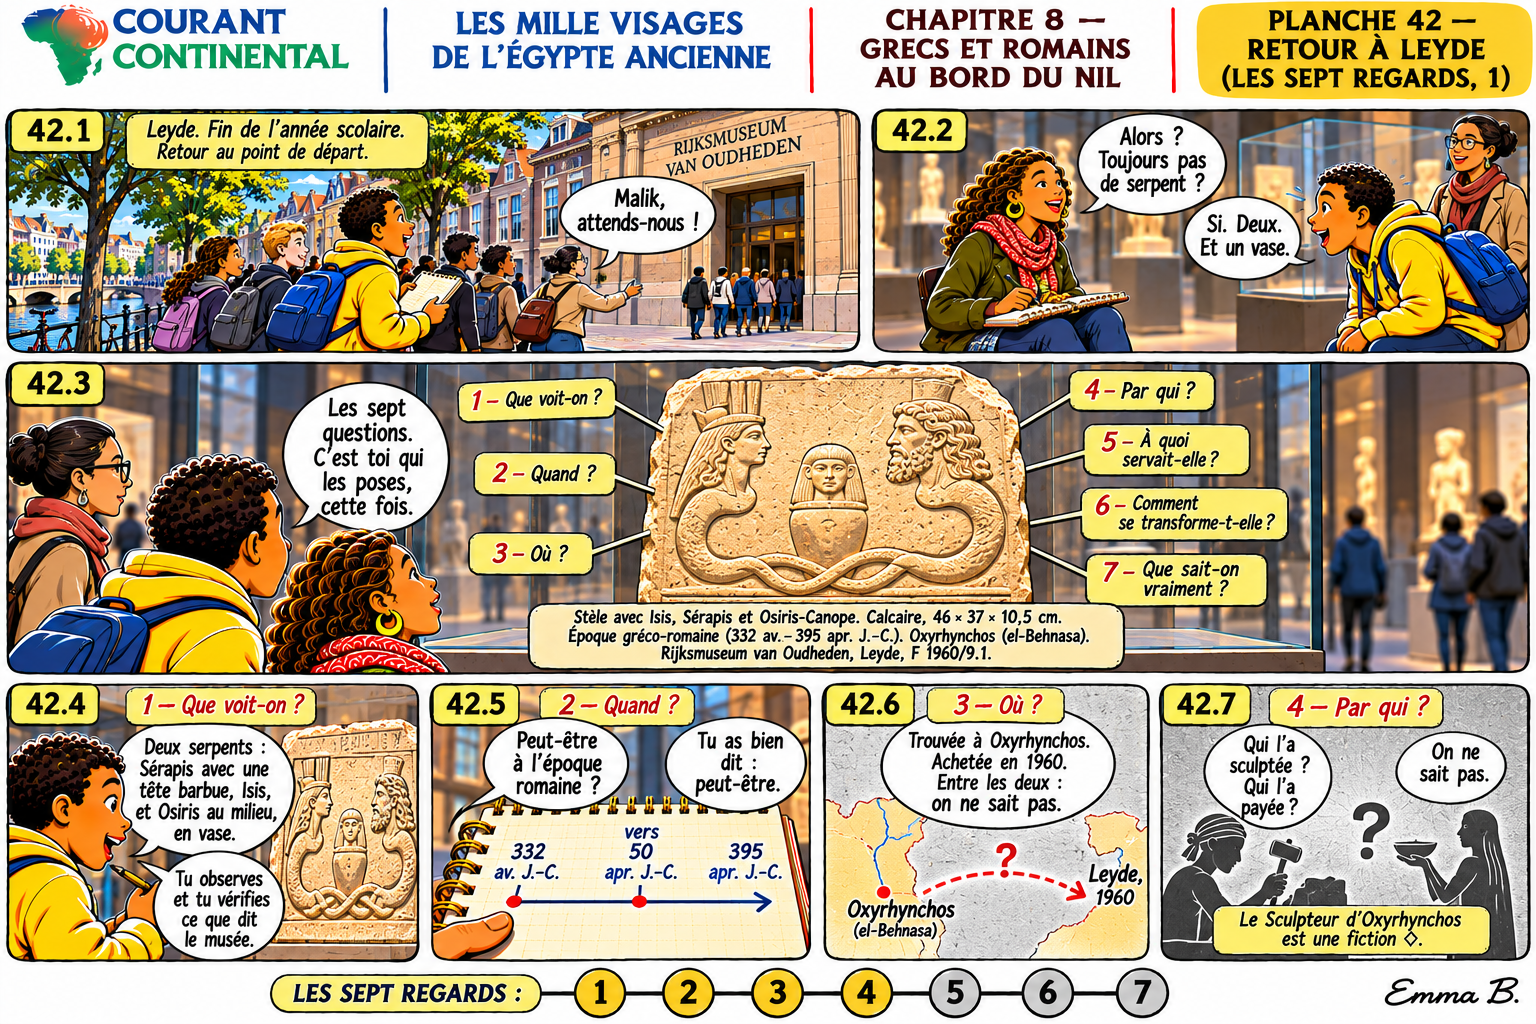 COURANT
CONTINENTAL
LES MILLE VISAGES
DE L'ÉGYPTE ANCIENNE
CHAPITRE 8 —
GRECS ET ROMAINS
AU BORD DU NIL
PLANCHE 42 —
RETOUR À LEYDE
(LES SEPT REGARDS, 1)
42.1
Leyde. Fin de l'année scolaire.
Retour au point de départ.
RIJKSMUSEUM
VAN OUDHEDEN
Malik,
attends-nous !
42.2
Alors ?
Toujours pas
de serpent ?
Si. Deux.
Et un vase.
42.3
Les sept
questions.
C'est toi qui
les poses,
cette fois.
1 – Que voit-on ?
2 – Quand ?
3 – Où ?
4 – Par qui ?
5 – À quoi
servait-elle ?
6 – Comment
se transforme-t-elle ?
7 – Que sait-on
vraiment ?
Stèle avec Isis, Sérapis et Osiris-Canope. Calcaire, 46 × 37 × 10,5 cm.
Époque gréco-romaine (332 av. – 395 apr. J.-C.). Oxyrhynchos (el-Behnasa).
Rijksmuseum van Oudheden, Leyde, F 1960/9.1.
42.4
1 – Que voit-on ?
Deux serpents :
Sérapis avec une
tête barbue, Isis,
et Osiris au milieu,
en vase.
Tu observes
et tu vérifies
ce que dit
le musée.
42.5
2 – Quand ?
Peut-être
à l'époque
romaine ?
Tu as bien
dit :
peut-être.
332
av. J.-C.
vers
50
apr. J.-C.
395
apr. J.-C.
42.6
3 – Où ?
Trouvée à Oxyrhynchos.
Achetée en 1960.
Entre les deux :
on ne sait pas.
?
Oxyrhynchos
(el-Behnasa)
Leyde,
1960
42.7
4 – Par qui ?
Qui l'a
sculptée ?
Qui l'a
payée ?
On ne
sait pas.
?
Le Sculpteur d'Oxyrhynchos
est une fiction ◇.
LES SEPT REGARDS :
1 2 3 4 5 6 7
Emma B.